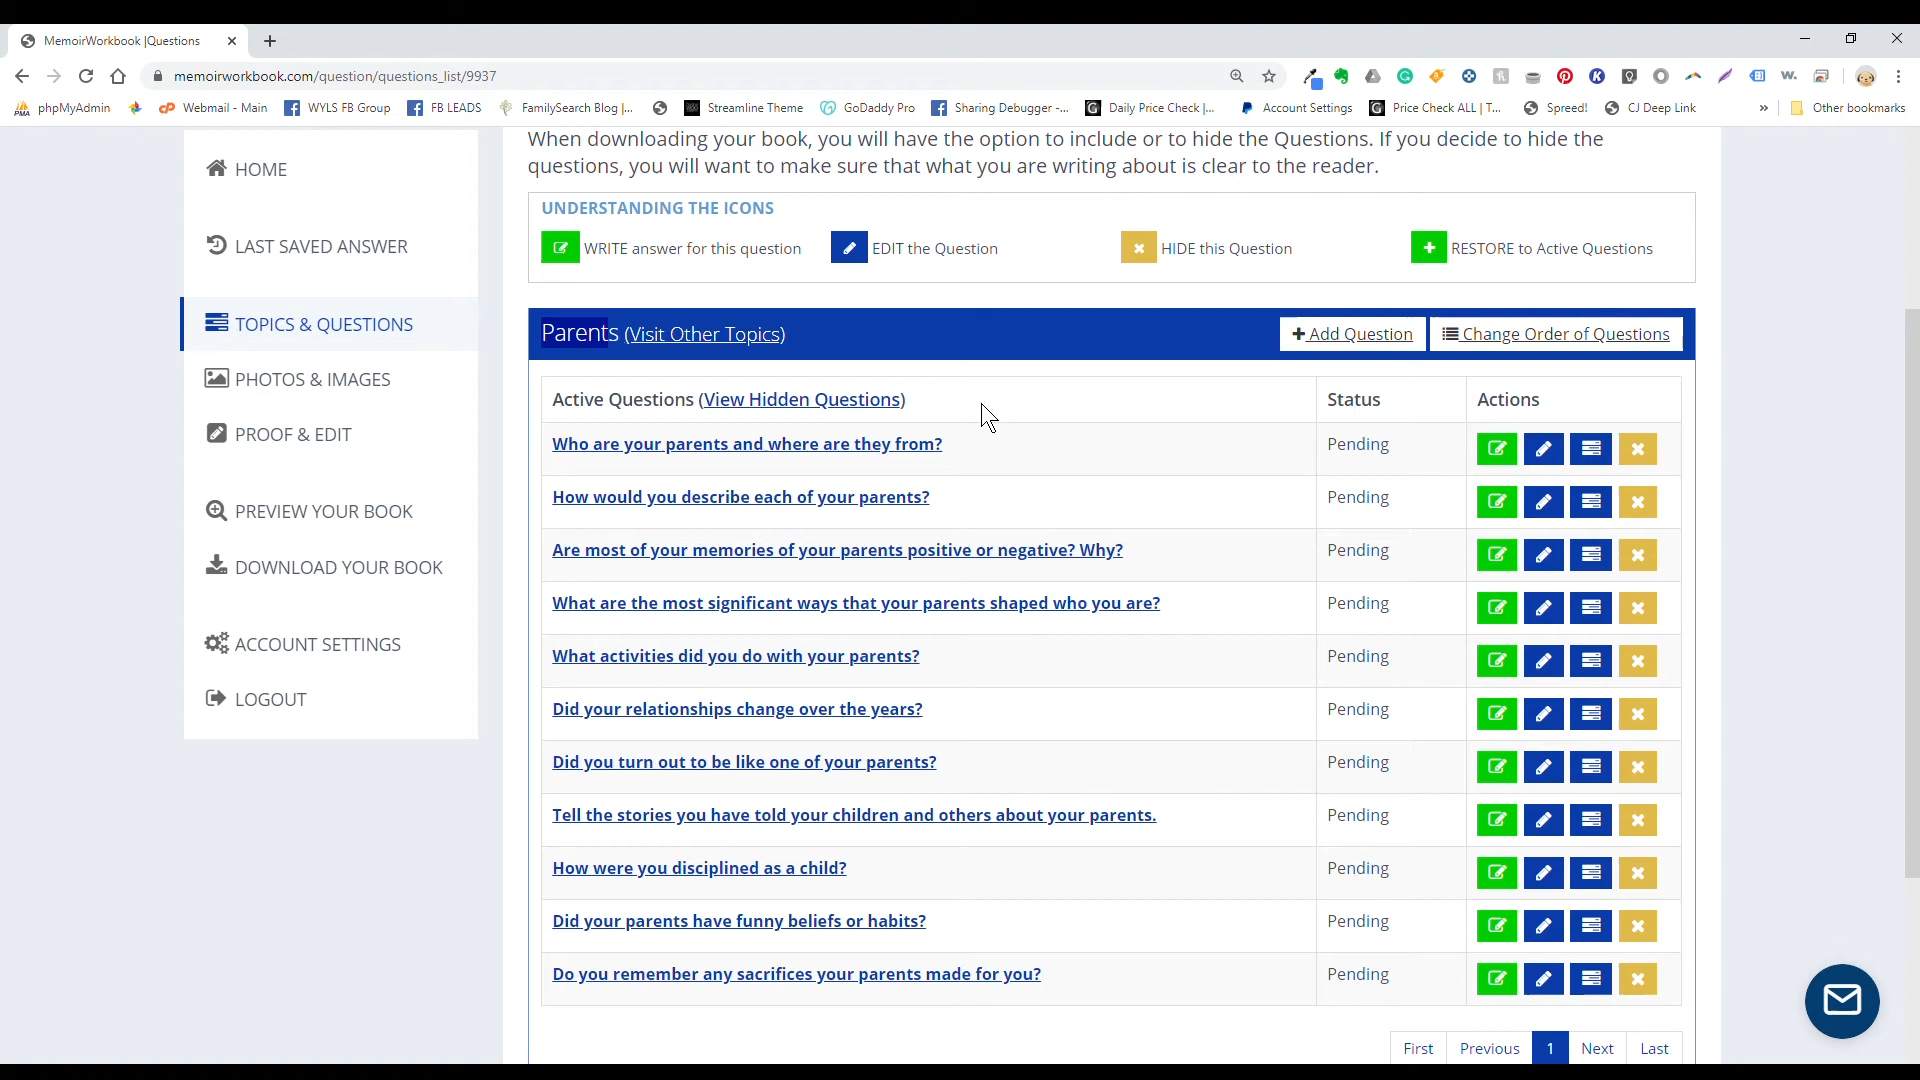 MemoirWorkbook |Questions
memoirworkbook.com/question/questions_list/9937
phpMyAdmin
Webmail - Main
WYLS FB Group
FB LEADS
FamilySearch Blog |...
Streamline Theme
GoDaddy Pro
Sharing Debugger -...
Daily Price Check |...
Account Settings
Price Check ALL | T...
Spreed!
CJ Deep Link
»
Other bookmarks
HOME
LAST SAVED ANSWER
TOPICS & QUESTIONS
PHOTOS & IMAGES
PROOF & EDIT
PREVIEW YOUR BOOK
DOWNLOAD YOUR BOOK
ACCOUNT SETTINGS
LOGOUT
When downloading your book, you will have the option to include or to hide the Questions. If you decide to hide the
questions, you will want to make sure that what you are writing about is clear to the reader.
UNDERSTANDING THE ICONS
WRITE answer for this question
EDIT the Question
HIDE this Question
RESTORE to Active Questions
Parents (Visit Other Topics)
Add Question
Change Order of Questions
Active Questions (View Hidden Questions) Status Actions
Who are your parents and where are they from? Pending
How would you describe each of your parents? Pending
Are most of your memories of your parents positive or negative? Why? Pending
What are the most significant ways that your parents shaped who you are? Pending
What activities did you do with your parents? Pending
Did your relationships change over the years? Pending
Did you turn out to be like one of your parents? Pending
Tell the stories you have told your children and others about your parents. Pending
How were you disciplined as a child? Pending
Did your parents have funny beliefs or habits? Pending
Do you remember any sacrifices your parents made for you? Pending
First Previous 1 Next Last